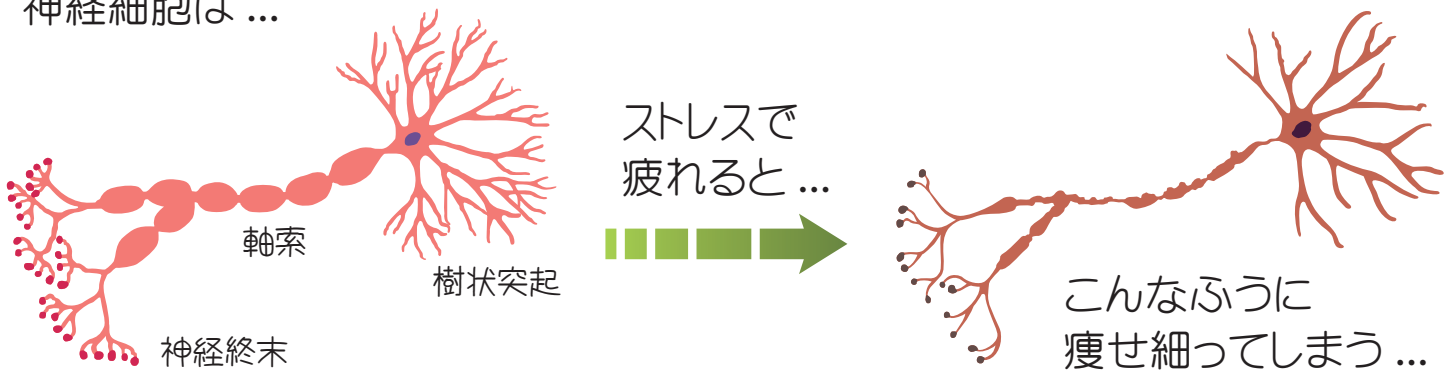 神経細胞は...
ストレスで
疲れると...
軸索
樹状突起
神経終末
こんなふうに
痩せ細ってしまう...